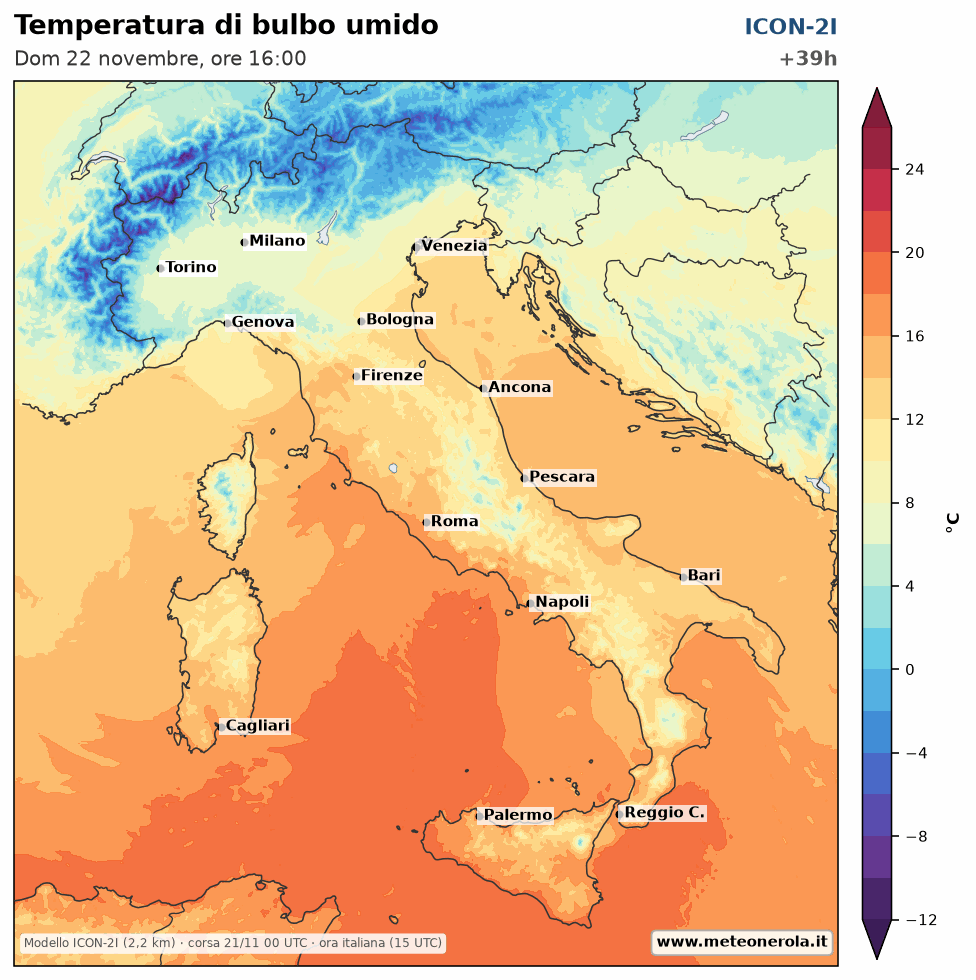 Temperatura di bulbo umido
ICON-2I
Dom 22 novembre, ore 16:00
+39h
Milano
Venezia
Torino
Genova
Bologna
Firenze
Ancona
Pescara
Roma
Bari
Napoli
Cagliari
Palermo
Reggio C.
24
20
16
12
8
4
0
−4
−8
−12
°C
Modello ICON-2I (2,2 km) · corsa 21/11 00 UTC · ora italiana (15 UTC)
www.meteonerola.it